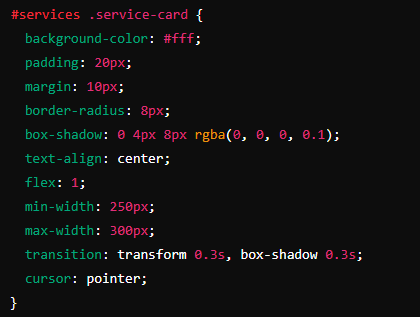 #services .service-card {
  background-color: #fff;
  padding: 20px;
  margin: 10px;
  border-radius: 8px;
  box-shadow: 0 4px 8px rgba(0, 0, 0, 0.1);
  text-align: center;
  flex: 1;
  min-width: 250px;
  max-width: 300px;
  transition: transform 0.3s, box-shadow 0.3s;
  cursor: pointer;
}